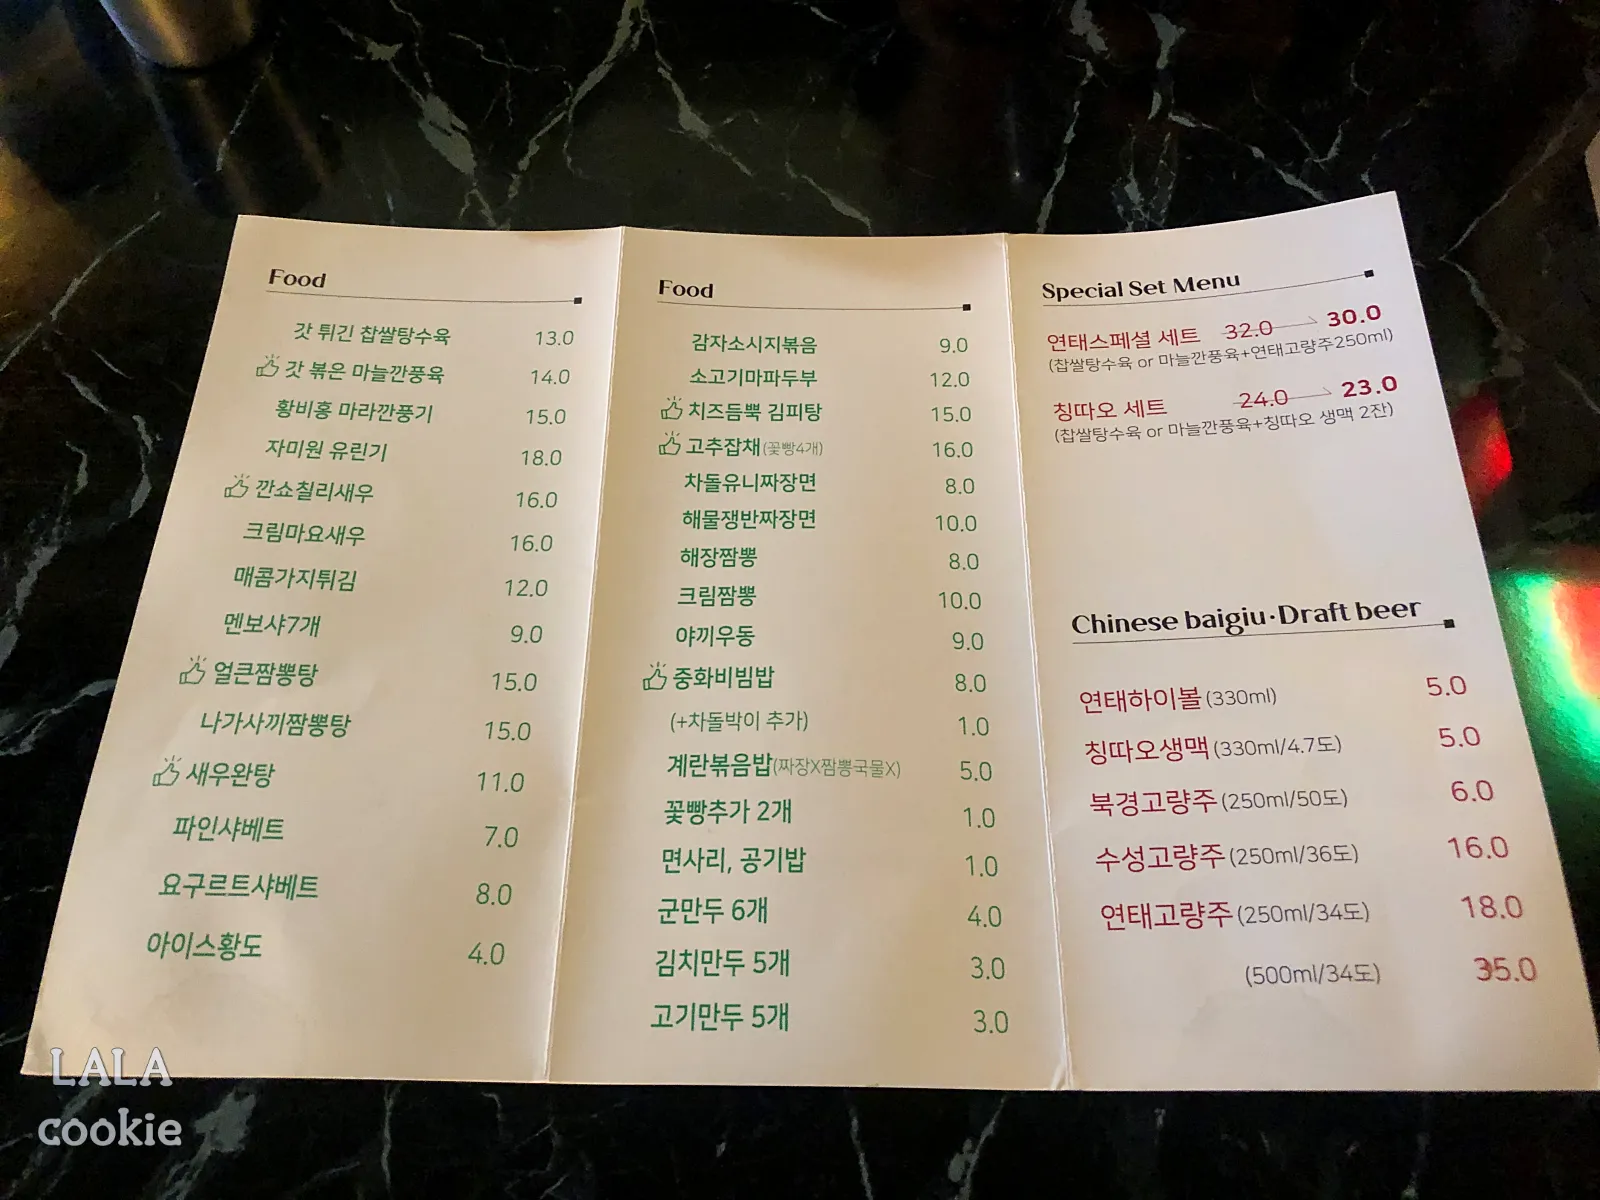 Food
갓 튀긴 찹쌀탕수육 13.0
갓 볶은 마늘깐풍육 14.0
황비홍 마라깐풍기 15.0
자미원 유린기 18.0
깐쇼칠리새우 16.0
크림마요새우 16.0
매콤가지튀김 12.0
멘보샤7개 9.0
얼큰짬뽕탕 15.0
나가사끼짬뽕탕 15.0
새우완탕 11.0
파인샤베트 7.0
요구르트샤베트 8.0
아이스황도 4.0
Food
감자소시지볶음 9.0
소고기마파두부 12.0
치즈듬뿍 김피탕 15.0
고추잡채(꽃빵4개) 16.0
차돌유니짜장면 8.0
해물쟁반짜장면 10.0
해장짬뽕 8.0
크림짬뽕 10.0
야끼우동 9.0
중화비빔밥 8.0
(+차돌박이 추가) 1.0
계란볶음밥(짜장X짬뽕국물X) 5.0
꽃빵추가 2개 1.0
면사리, 공기밥 1.0
군만두 6개 4.0
김치만두 5개 3.0
고기만두 5개 3.0
Special Set Menu
연태스페셜 세트 32.0 30.0
(찹쌀탕수육 or 마늘깐풍육+연태고량주250ml)
칭따오 세트 24.0 23.0
(찹쌀탕수육 or 마늘깐풍육+칭따오 생맥 2잔)
Chinese baigiu·Draft beer
연태하이볼(330ml) 5.0
칭따오생맥(330ml/4.7도) 5.0
북경고량주(250ml/50도) 6.0
수성고량주(250ml/36도) 16.0
연태고량주(250ml/34도) 18.0
(500ml/34도) 35.0
LALA
cookie